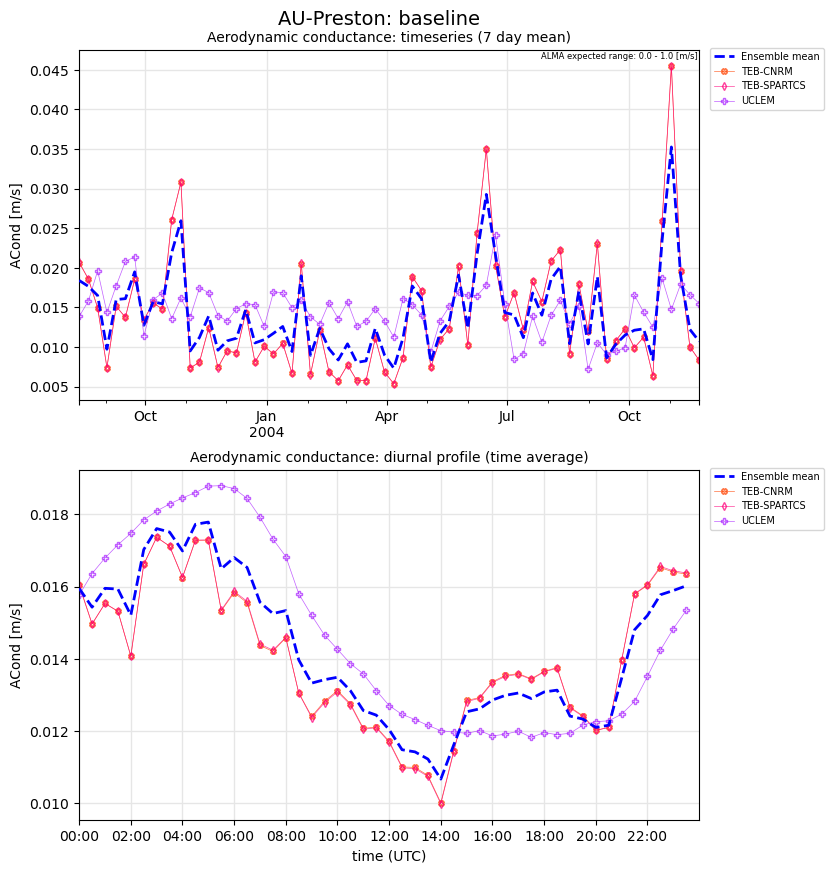 AU-Preston: baseline
Aerodynamic conductance: timeseries (7 day mean)
ALMA expected range: 0.0 - 1.0 [m/s]
ACond [m/s]
0.045
0.040
0.035
0.030
0.025
0.020
0.015
0.010
0.005
Oct
Jan
2004
Apr
Jul
Oct
Ensemble mean
TEB-CNRM
TEB-SPARTCS
UCLEM
Aerodynamic conductance: diurnal profile (time average)
ACond [m/s]
0.018
0.016
0.014
0.012
0.010
00:00 02:00 04:00 06:00 08:00 10:00 12:00 14:00 16:00 18:00 20:00 22:00
time (UTC)
Ensemble mean
TEB-CNRM
TEB-SPARTCS
UCLEM